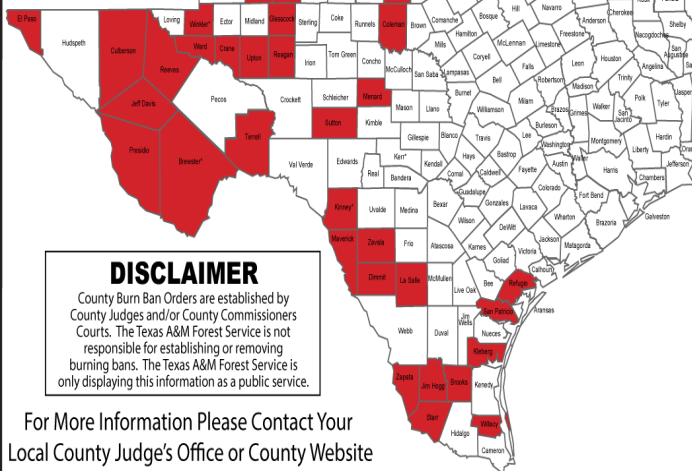 El Paso
Hudspeth
Culberson
Reeves
Jeff Davis
Presidio
Brewster*
Loving
Winkler*
Ector
Midland
Glasscock
Sterling
Coke
Runnels
Coleman
Brown
Comanche
Bosque
Hill
Navarro
Anderson
Cherokee
Nacogdoches
Shelby
Ward
Crane
Upton
Reagan
Irion
Tom Green
Concho
McCulloch
San Saba
Mills
Hamilton
McLennan
Limestone
Freestone
Coryell
Falls
Leon
Houston
Angelina
San
Augustine
Lampasas
Bell
Robertson
Madison
Trinity
Polk
Tyler
Jasper
Pecos
Terrell
Crockett
Schleicher
Menard
Mason
Llano
Burnet
Williamson
Milam
Brazos
Grimes
Walker
San
Jacinto
Sutton
Kimble
Gillespie
Blanco
Travis
Lee
Burleson
Washington
Montgomery
Liberty
Hardin
Val Verde
Edwards
Kerr*
Real
Bandera
Kendall
Hays
Comal
Caldwell
Bastrop
Fayette
Austin
Waller
Harris
Chambers
Jefferson
Guadalupe
Colorado
Fort Bend
Galveston
Kinney*
Uvalde
Medina
Bexar
Wilson
Gonzales
Lavaca
Wharton
Brazoria
DeWitt
Jackson
Matagorda
Maverick
Zavala
Frio
Atascosa
Karnes
Victoria
Goliad
Calhoun
Dimmit
La Salle
McMullen
Live Oak
Bee
Refugio
Aransas
San Patricio
Webb
Duval
Jim
Wells
Nueces
Kleberg
Zapata
Jim Hogg
Brooks
Kenedy
Starr
Hidalgo
Willacy
Cameron
DISCLAIMER
County Burn Ban Orders are established by
County Judges and/or County Commissioners
Courts. The Texas A&M Forest Service is not
responsible for establishing or removing
burning bans. The Texas A&M Forest Service is
only displaying this information as a public service.
For More Information Please Contact Your
Local County Judge's Office or County Website